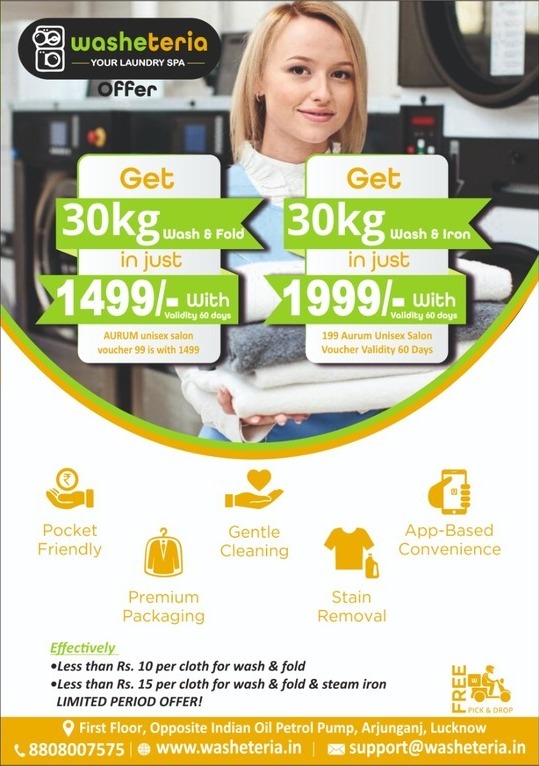 washeteria
YOUR LAUNDRY SPA
Offer
Get
30kg Wash & Fold
in just
1499/- With
Validity 60 days
AURUM unisex salon
voucher 99 is with 1499
Get
30kg Wash & Iron
in just
1999/- With
Validity 60 days
199 Aurum Unisex Salon
Voucher Validity 60 Days
Pocket
Friendly
Premium
Packaging
Gentle
Cleaning
Stain
Removal
App-Based
Convenience
Effectively
•Less than Rs. 10 per cloth for wash & fold
•Less than Rs. 15 per cloth for wash & fold & steam iron
LIMITED PERIOD OFFER!
FREE
PICK & DROP
First Floor, Opposite Indian Oil Petrol Pump, Arjunganj, Lucknow
8808007575 | www.washeteria.in | support@washeteria.in